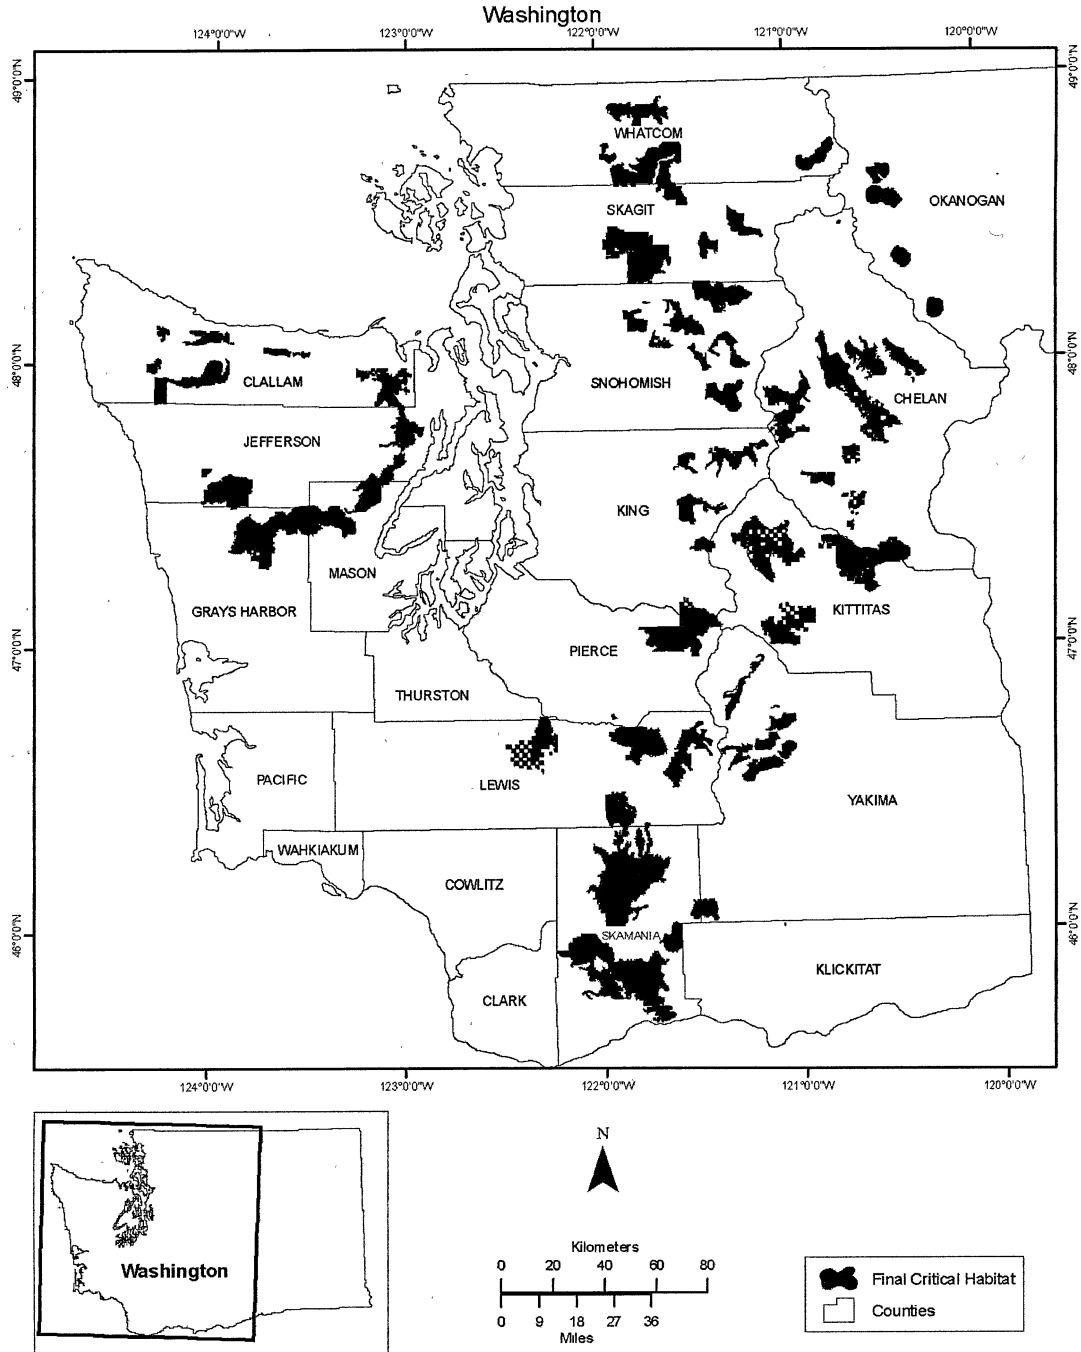 Washington
124°0'0"W 123°0'0"W 122°0'0"W 121°0'0"W 120°0'0"W
49°0'0"N 49°0'0"N
WHATCOM
SKAGIT
OKANOGAN
48°0'0"N 48°0'0"N
CLALLAM
SNOHOMISH
CHELAN
JEFFERSON
KING
MASON
GRAYS HARBOR
KITTITAS
47°0'0"N 47°0'0"N
PIERCE
THURSTON
PACIFIC
LEWIS
YAKIMA
WAHKIAKUM
COWLITZ
46°0'0"N 46°0'0"N
SKAMANIA
KLICKITAT
CLARK
124°0'0"W 123°0'0"W 122°0'0"W 121°0'0"W 120°0'0"W
Washington
N
Kilometers
0 20 40 60 80
0 9 18 27 36
Miles
Final Critical Habitat
Counties